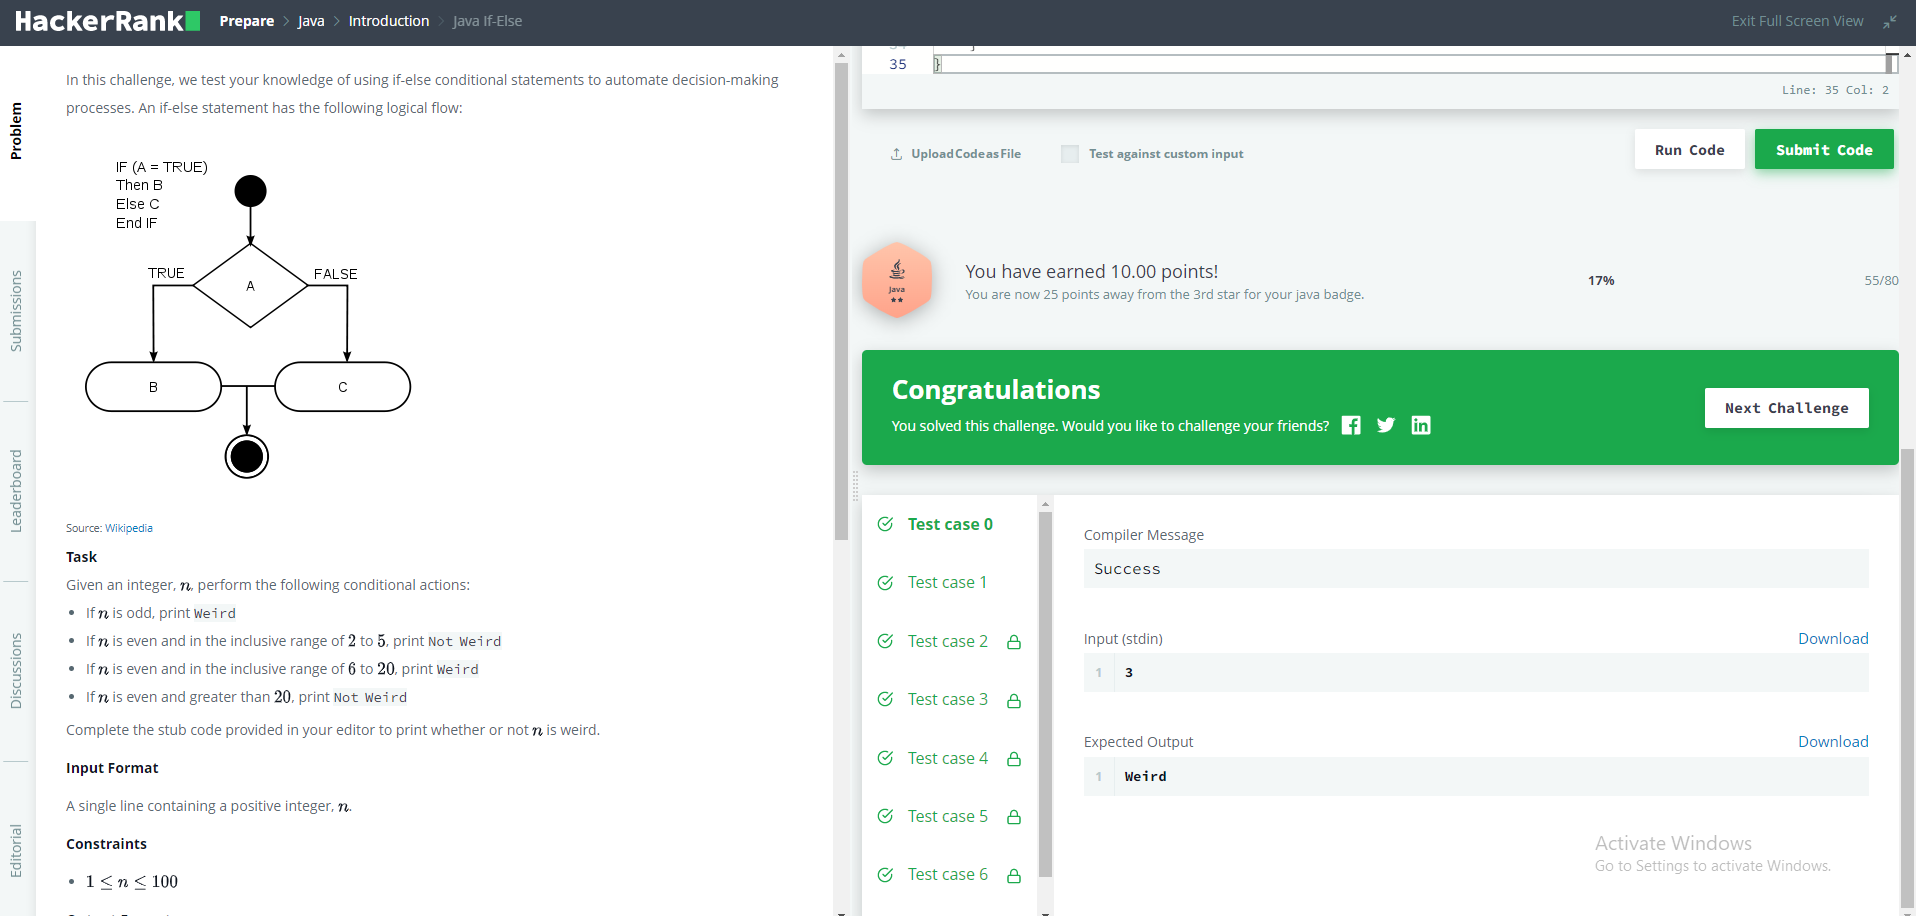 HackerRank Prepare > Java > Introduction > Java If-Else
Exit Full Screen View
Problem
Submissions
Leaderboard
Discussions
Editorial
In this challenge, we test your knowledge of using if-else conditional statements to automate decision-making
processes. An if-else statement has the following logical flow:
IF (A = TRUE)
Then B
Else C
End IF
TRUE
FALSE
A
B
C
Source: Wikipedia
Task
Given an integer, n, perform the following conditional actions:
• If n is odd, print Weird
• If n is even and in the inclusive range of 2 to 5, print Not Weird
• If n is even and in the inclusive range of 6 to 20, print Weird
• If n is even and greater than 20, print Not Weird
Complete the stub code provided in your editor to print whether or not n is weird.
Input Format
A single line containing a positive integer, n.
Constraints
• 1 ≤ n ≤ 100
35 }
Line: 35 Col: 2
Upload Code as File
Test against custom input
Run Code
Submit Code
Java
You have earned 10.00 points!
You are now 25 points away from the 3rd star for your java badge.
17%
55/80
Congratulations
You solved this challenge. Would you like to challenge your friends?
Next Challenge
Test case 0
Test case 1
Test case 2
Test case 3
Test case 4
Test case 5
Test case 6
Compiler Message
Success
Input (stdin)
Download
1 3
Expected Output
Download
1 Weird
Activate Windows
Go to Settings to activate Windows.